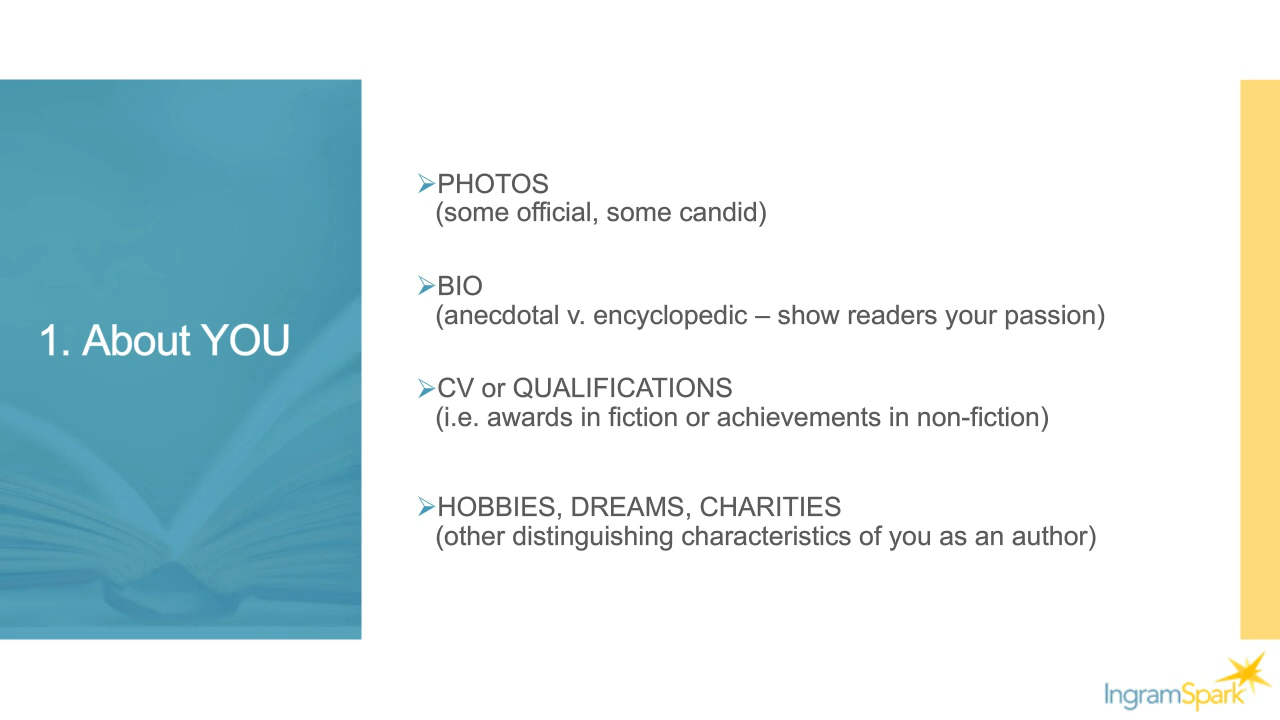 1. About YOU
➢PHOTOS
(some official, some candid)
➢BIO
(anecdotal v. encyclopedic – show readers your passion)
➢CV or QUALIFICATIONS
(i.e. awards in fiction or achievements in non-fiction)
➢HOBBIES, DREAMS, CHARITIES
(other distinguishing characteristics of you as an author)
IngramSpark